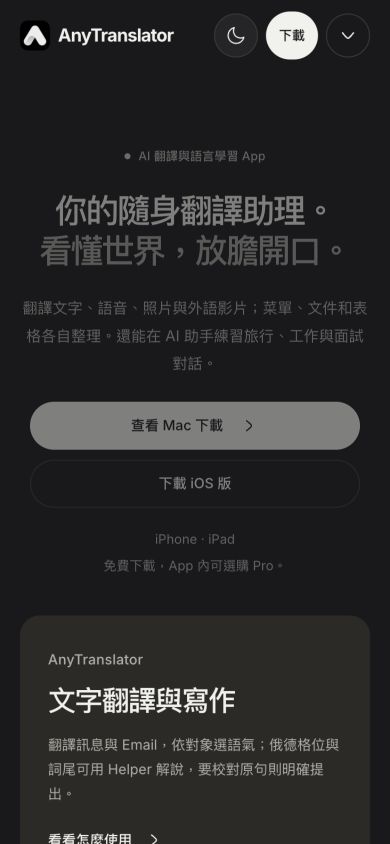 AnyTranslator
下載
AI 翻譯與語言學習 App
你的隨身翻譯助理。
看懂世界，放膽開口。
翻譯文字、語音、照片與外語影片；菜單、文件和表
格各自整理。還能在 AI 助手練習旅行、工作與面試
對話。
查看 Mac 下載
下載 iOS 版
iPhone · iPad
免費下載，App 內可選購 Pro。
AnyTranslator
文字翻譯與寫作
翻譯訊息與 Email，依對象選語氣；俄德格位與
詞尾可用 Helper 解說，要校對原句則明確提
出。
看看怎麼使用